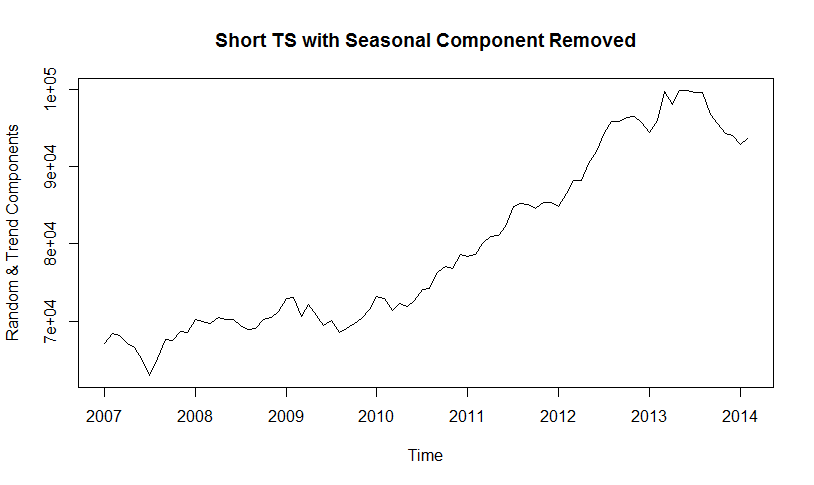 Short TS with Seasonal Component Removed
Random & Trend Components
1e+05
9e+04
8e+04
7e+04
2007 2008 2009 2010 2011 2012 2013 2014
Time